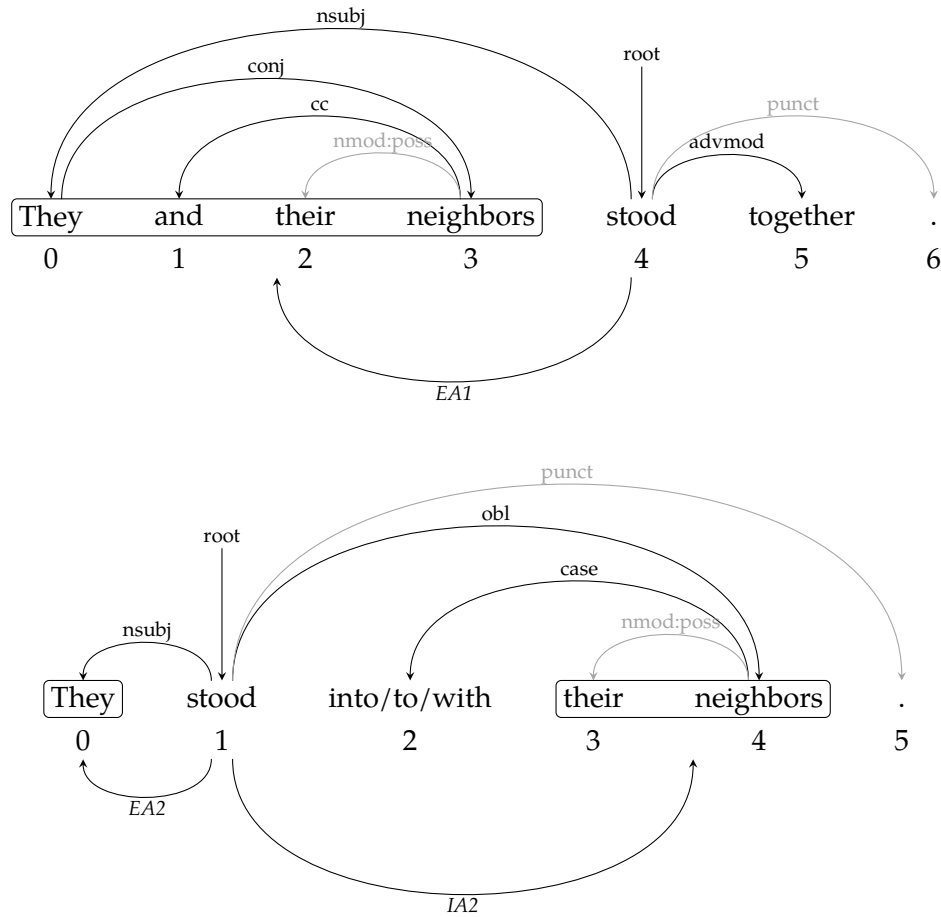 nsubj
root
conj
cc
punct
nmod:poss
advmod
They and their neighbors stood together .
0 1 2 3 4 5 6
EA1
punct
obl
root
case
nsubj
nmod:poss
They stood into/to/with their neighbors .
0 1 2 3 4 5
EA2
IA2